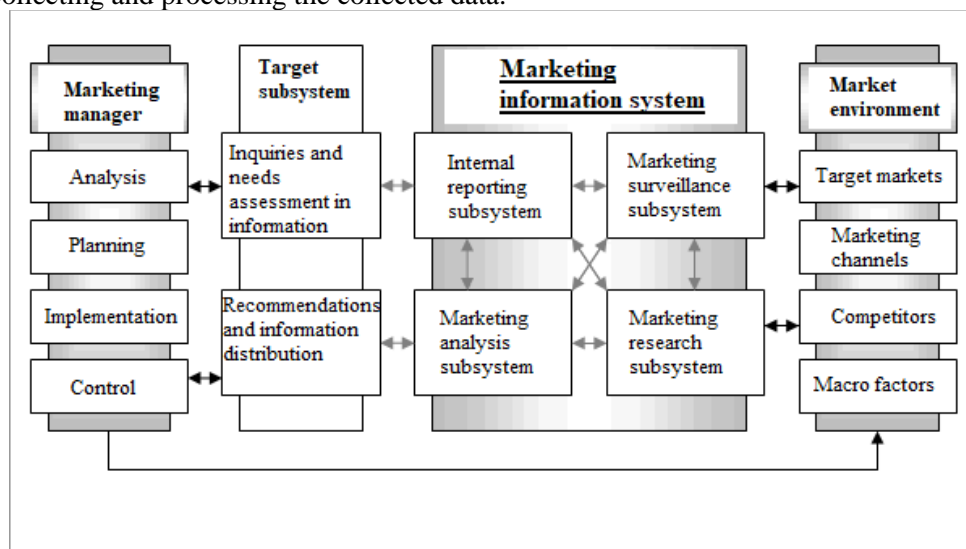 collecting and processing the collected data.
Marketing
manager
Analysis
Planning
Implementation
Control
Target
subsystem
Inquiries and
needs
assessment in
information
Recommendations
and information
distribution
Marketing
information system
Internal
reporting
subsystem
Marketing
surveillance
subsystem
Marketing
analysis
subsystem
Marketing
research
subsystem
Market
environment
Target markets
Marketing
channels
Competitors
Macro factors